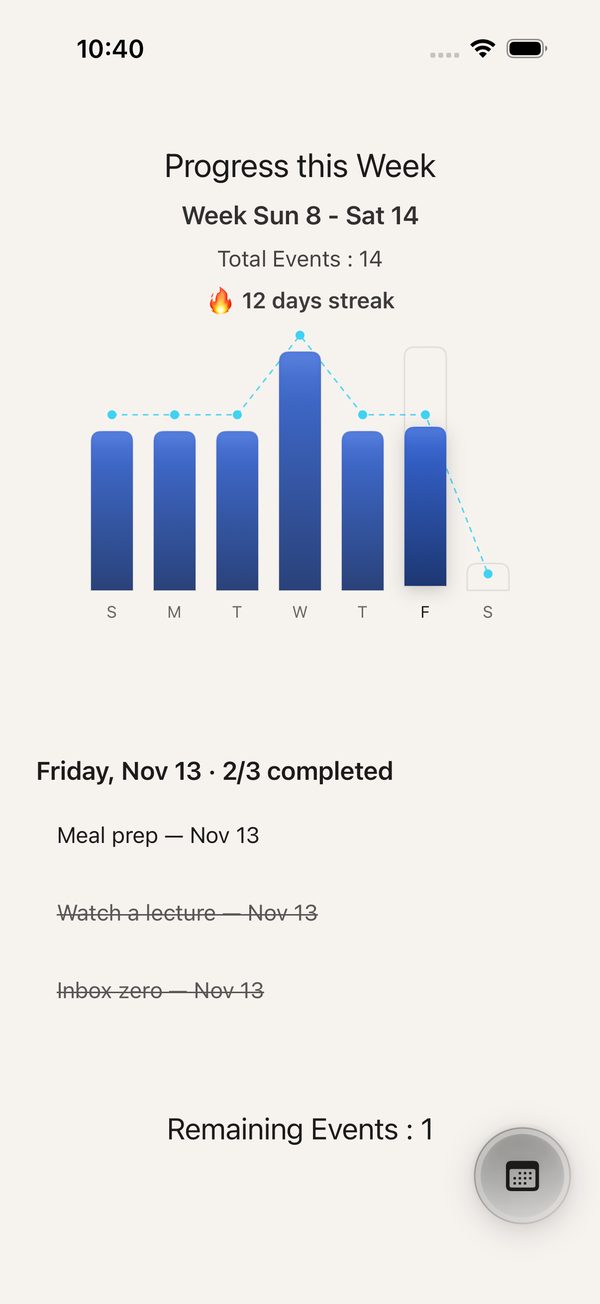 10:40
Progress this Week
Week Sun 8 - Sat 14
Total Events : 14
🔥 12 days streak
S M T W T F S
Friday, Nov 13 · 2/3 completed
Meal prep — Nov 13
Watch a lecture — Nov 13
Inbox zero — Nov 13
Remaining Events : 1